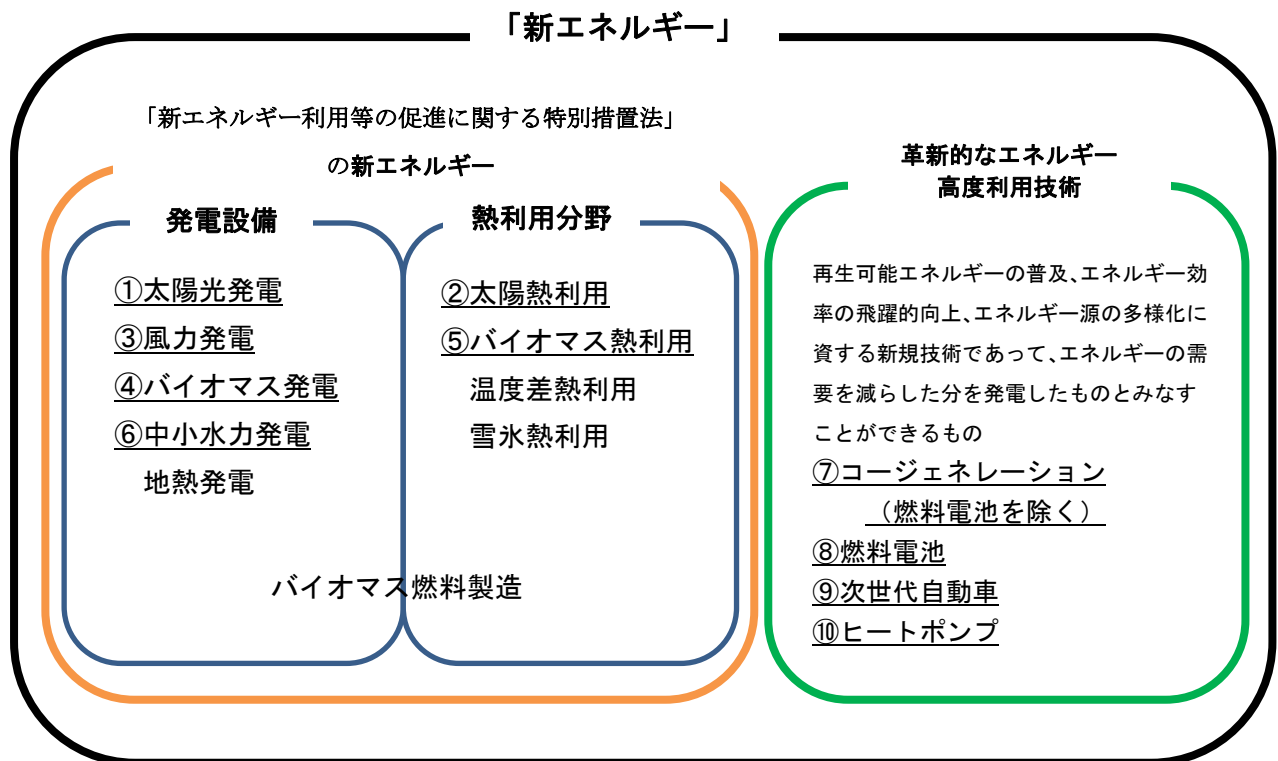 「新エネルギー」
「新エネルギー利用等の促進に関する特別措置法」
の新エネルギー
発電設備
①太陽光発電
③風力発電
④バイオマス発電
⑥中小水力発電
地熱発電
熱利用分野
②太陽熱利用
⑤バイオマス熱利用
温度差熱利用
雪氷熱利用
バイオマス燃料製造
革新的なエネルギー
高度利用技術
再生可能エネルギーの普及、エネルギー効
率の飛躍的向上、エネルギー源の多様化に
資する新規技術であって、エネルギーの需
要を減らした分を発電したものとみなす
ことができるもの
⑦コージェネレーション
（燃料電池を除く）
⑧燃料電池
⑨次世代自動車
⑩ヒートポンプ